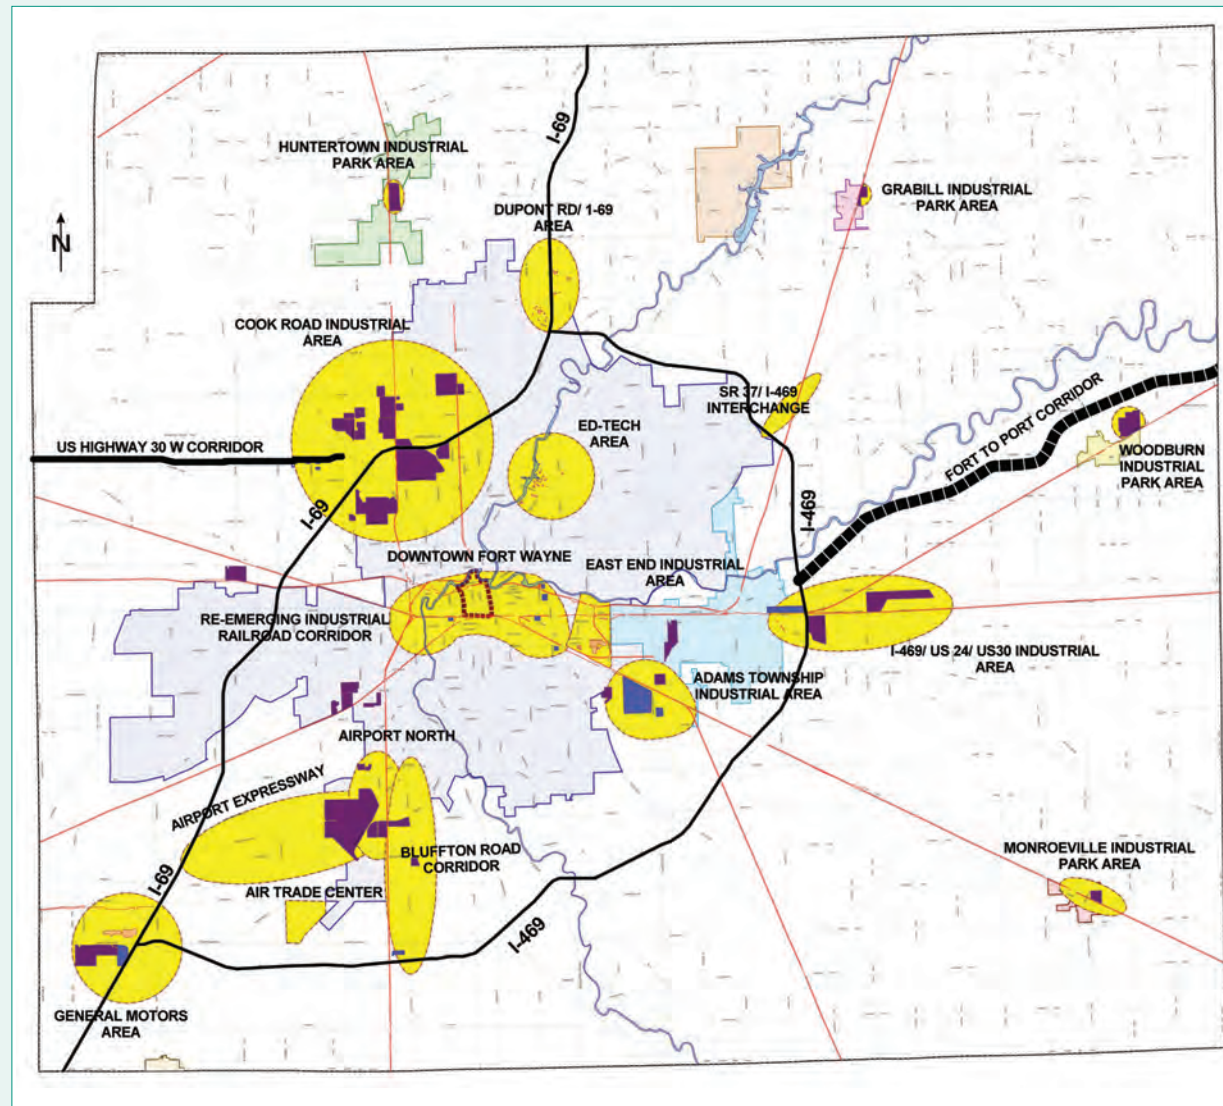 I-69
HUNTERTOWN INDUSTRIAL
PARK AREA
GRABILL INDUSTRIAL
PARK AREA
DUPONT RD/ 1-69
AREA
N
COOK ROAD INDUSTRIAL
AREA
SR 37/ I-469
INTERCHANGE
FORT TO PORT CORRIDOR
ED-TECH
AREA
US HIGHWAY 30 W CORRIDOR
WOODBURN
INDUSTRIAL
PARK AREA
I-69
I-469
DOWNTOWN FORT WAYNE
EAST END INDUSTRIAL
AREA
RE-EMERGING INDUSTRIAL
RAILROAD CORRIDOR
I-469/ US 24/ US30 INDUSTRIAL
AREA
ADAMS TOWNSHIP
INDUSTRIAL AREA
AIRPORT NORTH
AIRPORT EXPRESSWAY
BLUFFTON ROAD
CORRIDOR
MONROEVILLE INDUSTRIAL
PARK AREA
I-69
AIR TRADE CENTER
I-469
GENERAL MOTORS
AREA